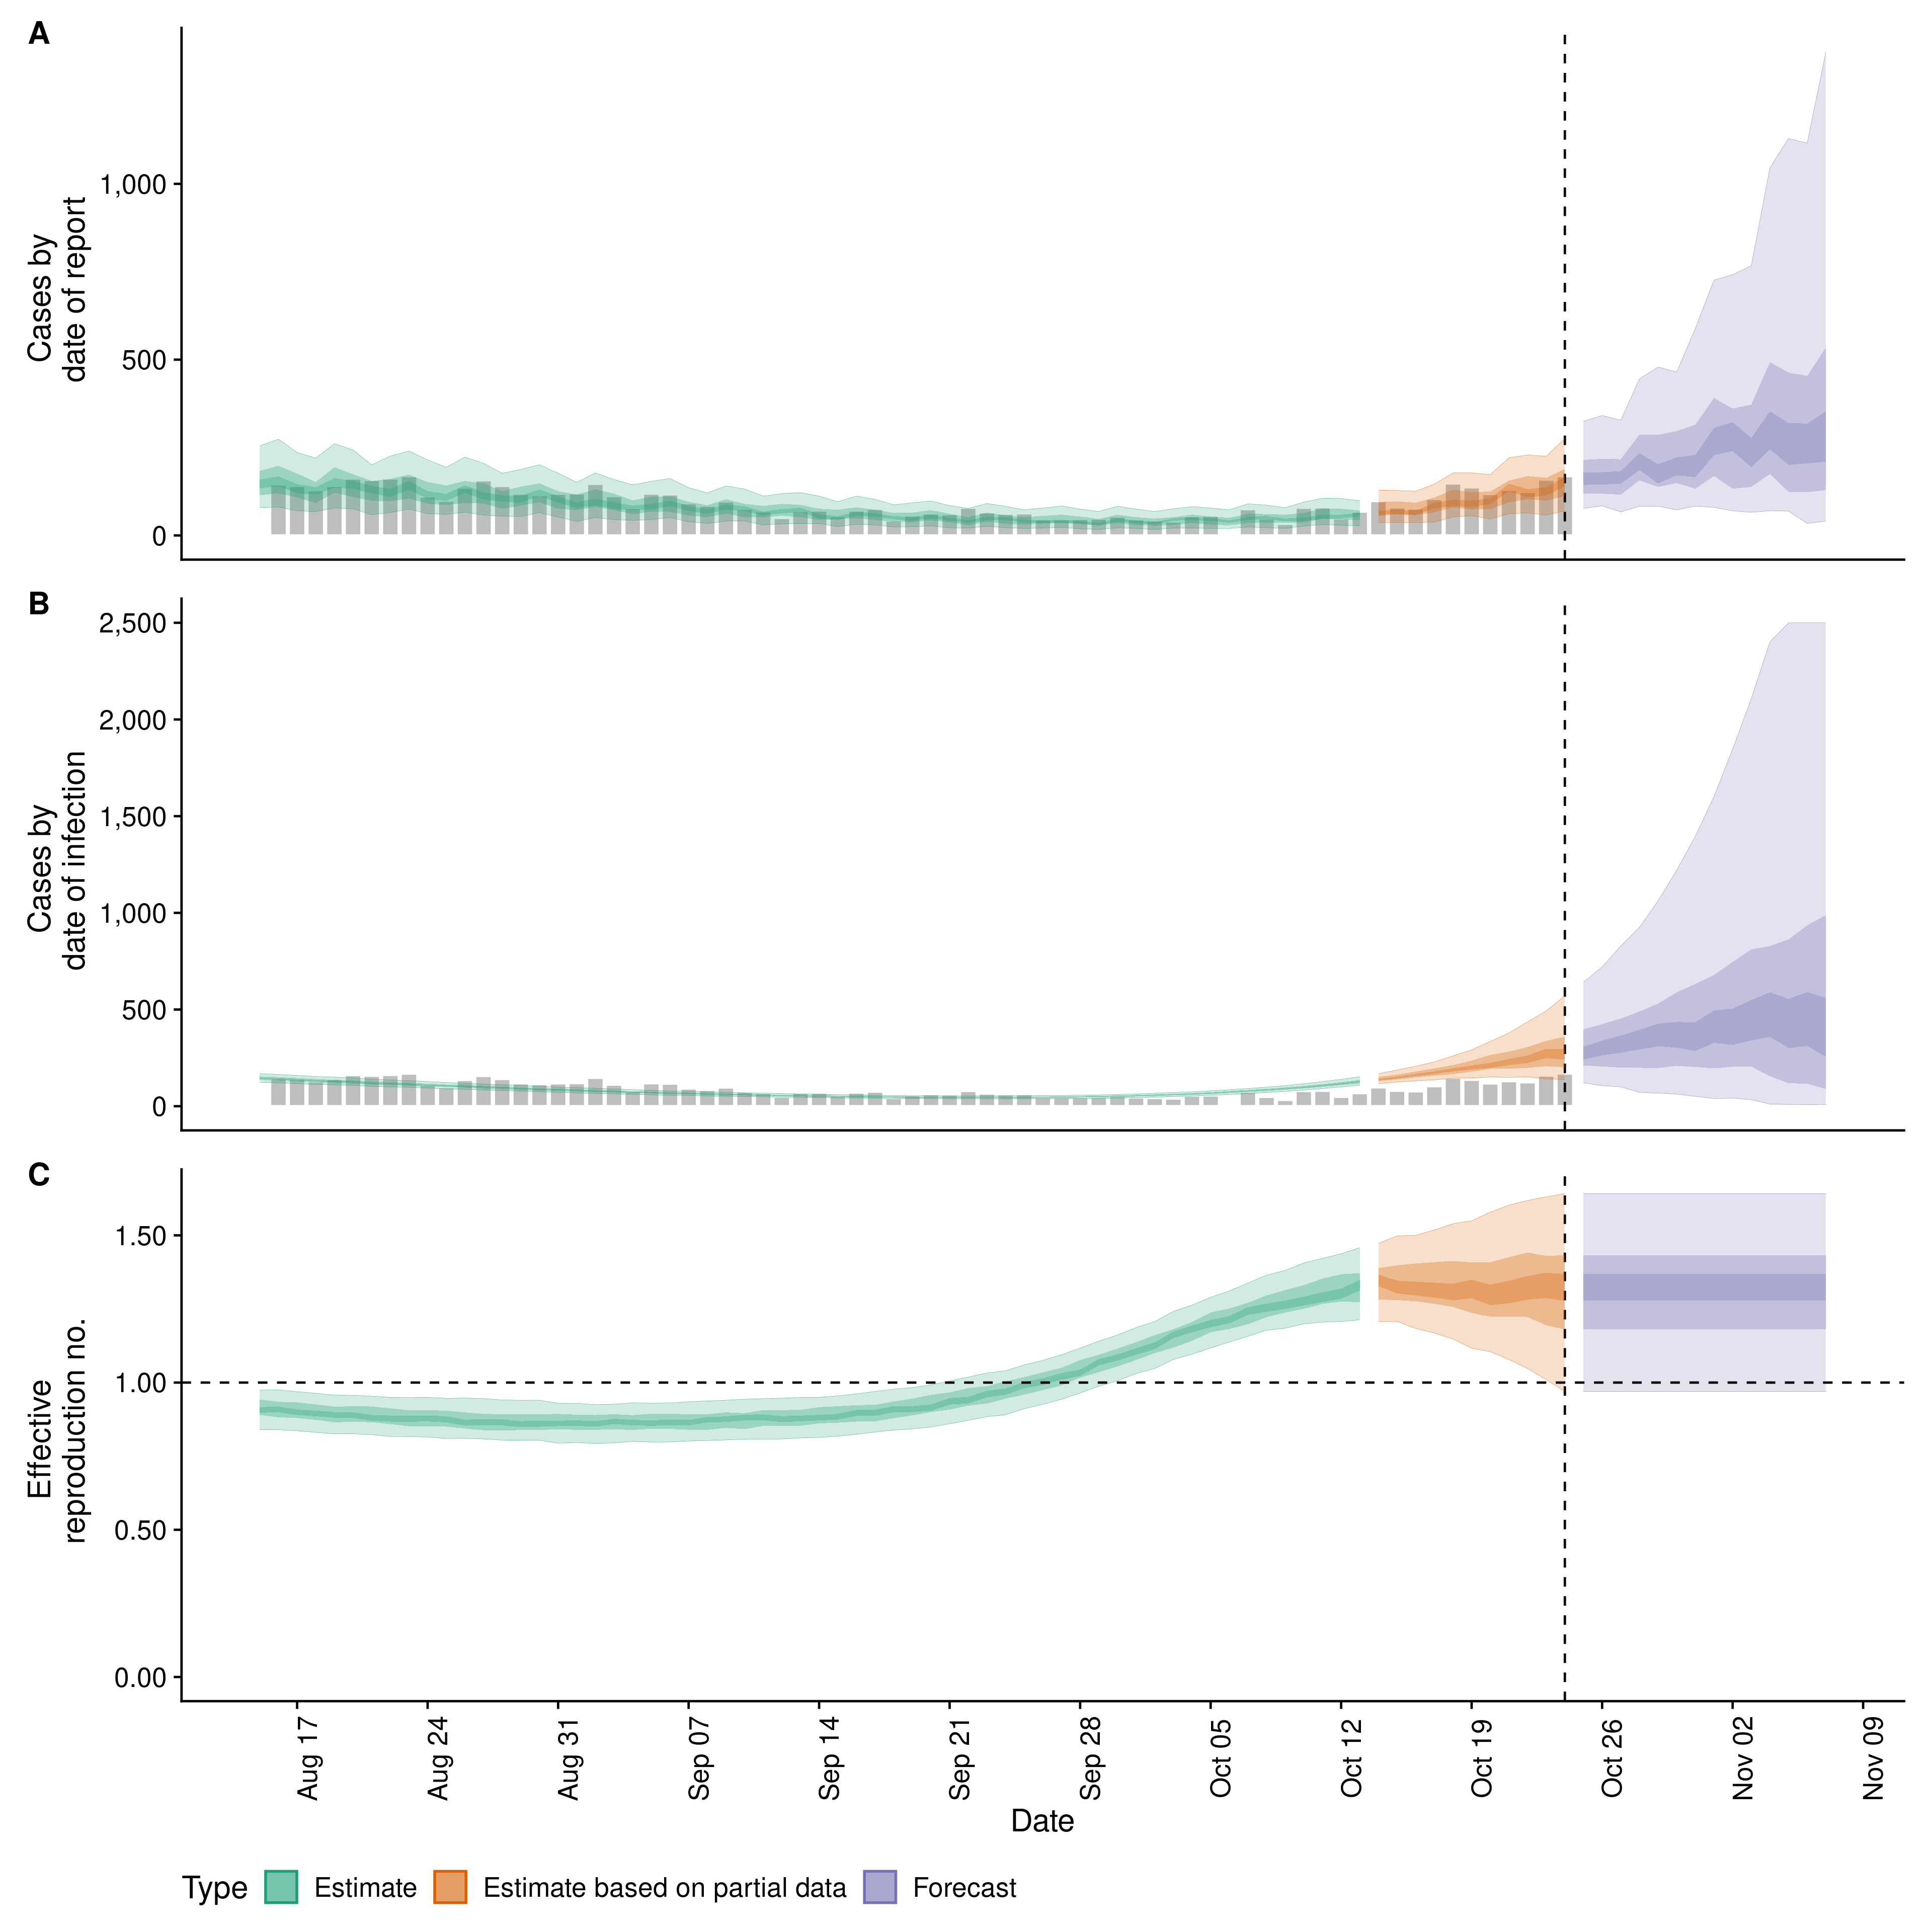 A
Cases by
date of report
1,000
500
0
B
Cases by
date of infection
2,500
2,000
1,500
1,000
500
0
C
Effective
reproduction no.
1.50
1.00
0.50
0.00
Aug 17
Aug 24
Aug 31
Sep 07
Sep 14
Sep 21
Sep 28
Oct 05
Oct 12
Oct 19
Oct 26
Nov 02
Nov 09
Date
Type Estimate Estimate based on partial data Forecast